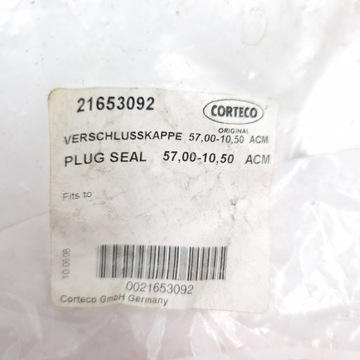 21653092
CORTECO
ORIGINAL
VERSCHLUSSKAPPE 57,00-10,50 ACM
PLUG SEAL 57,00-10,50 ACM
Fits to
10.06.08
0021653092
Corteco GmbH Germany